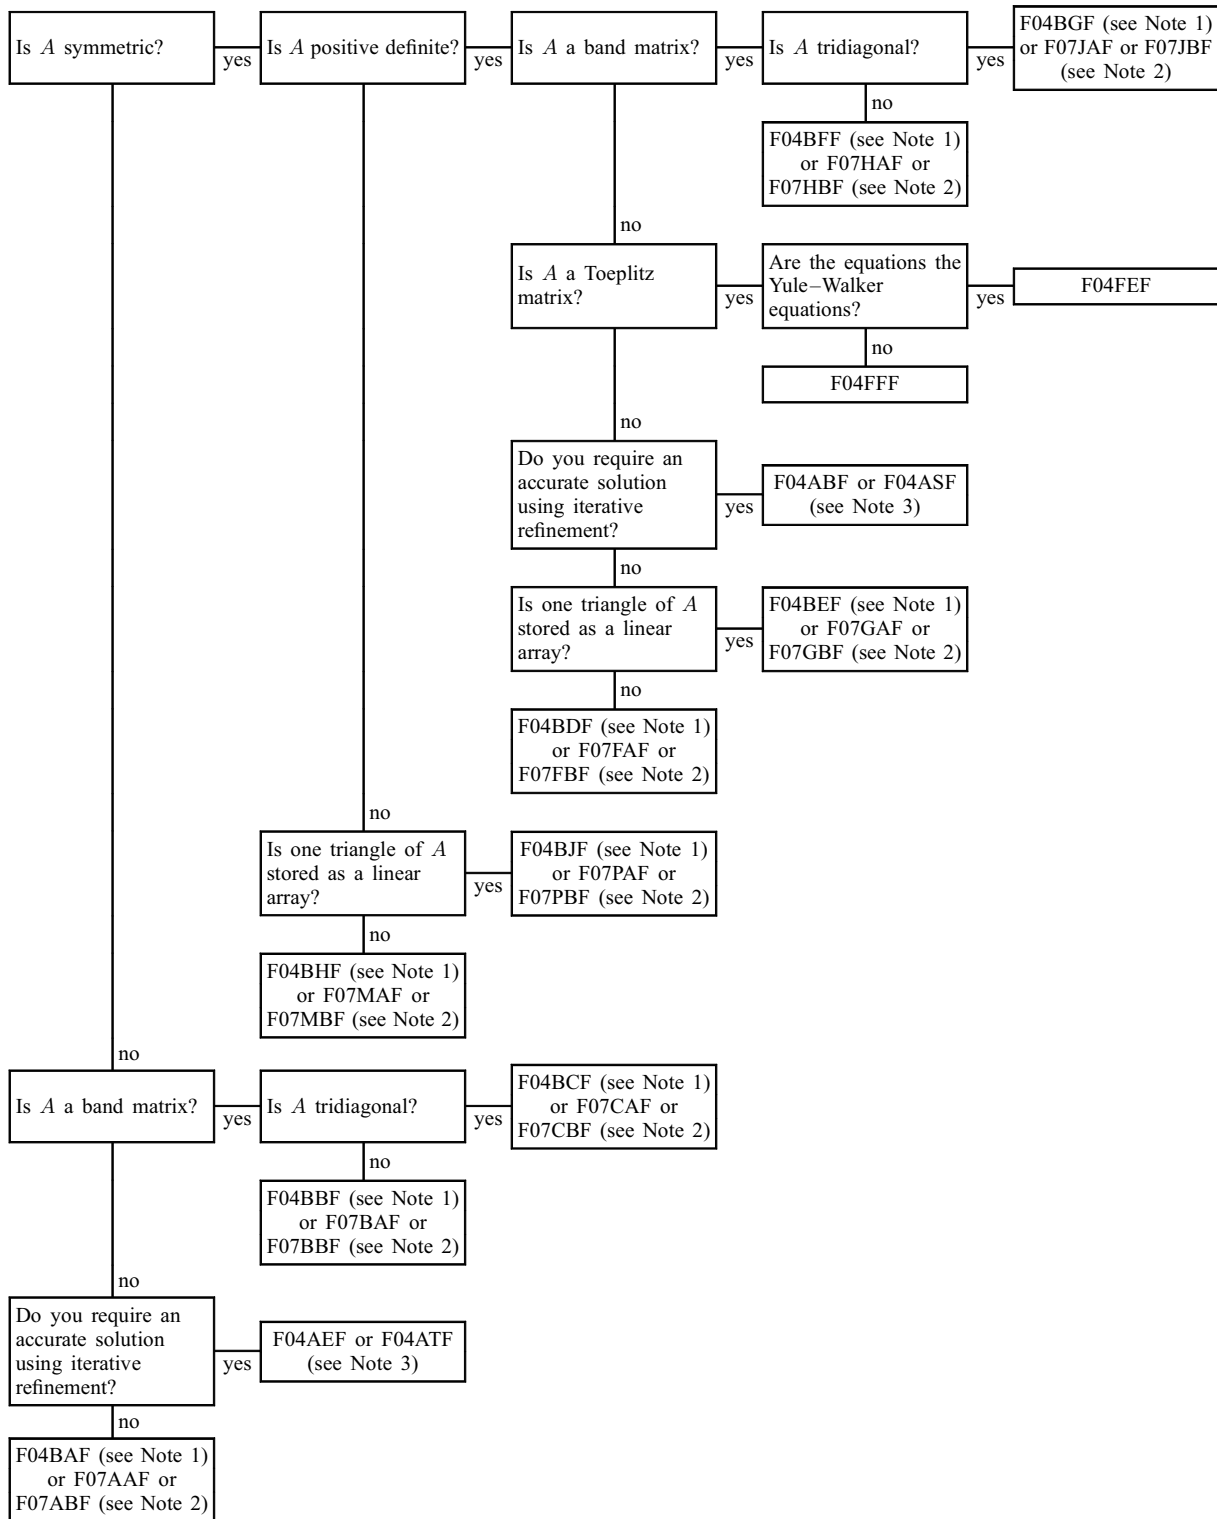 Is A symmetric?
yes
Is A positive definite?
yes
Is A a band matrix?
yes
Is A tridiagonal?
yes
F04BGF (see Note 1)
or F07JAF or F07JBF
(see Note 2)
no
F04BFF (see Note 1)
or F07HAF or
F07HBF (see Note 2)
no
Is A a Toeplitz
matrix?
yes
Are the equations the
Yule–Walker
equations?
yes
F04FEF
no
F04FFF
no
Do you require an
accurate solution
using iterative
refinement?
yes
F04ABF or F04ASF
(see Note 3)
no
Is one triangle of A
stored as a linear
array?
yes
F04BEF (see Note 1)
or F07GAF or
F07GBF (see Note 2)
no
F04BDF (see Note 1)
or F07FAF or
F07FBF (see Note 2)
no
Is one triangle of A
stored as a linear
array?
yes
F04BJF (see Note 1)
or F07PAF or
F07PBF (see Note 2)
no
F04BHF (see Note 1)
or F07MAF or
F07MBF (see Note 2)
no
Is A a band matrix?
yes
Is A tridiagonal?
yes
F04BCF (see Note 1)
or F07CAF or
F07CBF (see Note 2)
no
F04BBF (see Note 1)
or F07BAF or
F07BBF (see Note 2)
no
Do you require an
accurate solution
using iterative
refinement?
yes
F04AEF or F04ATF
(see Note 3)
no
F04BAF (see Note 1)
or F07AAF or
F07ABF (see Note 2)